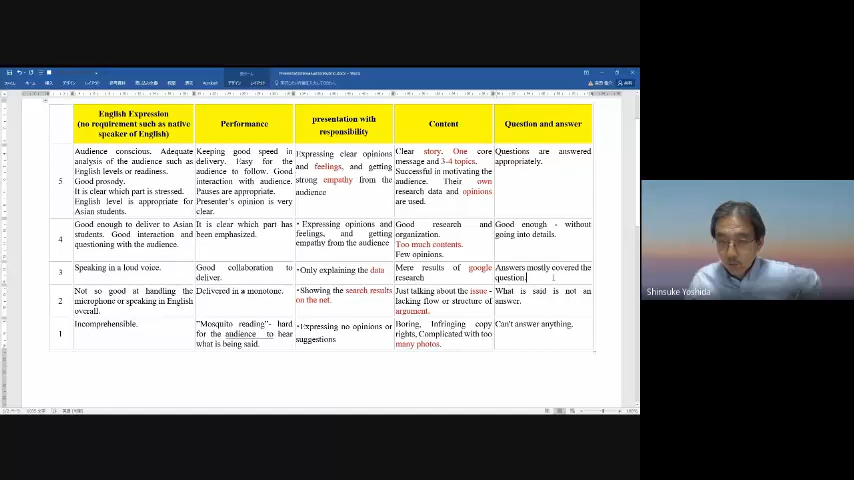 English Expression
(no requirement such as native
speaker of English)
Performance
presentation with
responsibility
Content
Question and answer
5
Audience conscious. Adequate
analysis of the audience such as
English levels or readiness.
Good prosody.
It is clear which part is stressed.
English level is appropriate for
Asian students.
Keeping good speed in
delivery. Easy for the
audience to follow. Good
interaction with audience.
Pauses are appropriate.
Presenter's opinion is very
clear.
Expressing clear opinions
and feelings, and getting
strong empathy from the
audience
Clear story. One core
message and 3-4 topics.
Successful in motivating the
audience. Their own
research data and opinions
are used.
Questions are answered
appropriately.
4
Good enough to deliver to Asian
students. Good interaction and
questioning with the audience.
It is clear which part has
been emphasized.
・Expressing opinions and
feelings, and getting
empathy from the audience
Good research and
organization.
Too much contents.
Few opinions.
Good enough - without
going into details.
3
Speaking in a loud voice.
Good collaboration to
deliver.
・Only explaining the data
Mere results of google
research
Answers mostly covered the
question.
2
Not so good at handling the
microphone or speaking in English
overall.
Delivered in a monotone.
・Showing the search results
on the net.
Just talking about the issue -
lacking flow or structure of
argument.
What is said is not an
answer.
1
Incomprehensible.
"Mosquito reading"- hard
for the audience to hear
what is being said.
・Expressing no opinions or
suggestions
Boring, Infringing copy
rights, Complicated with too
many photos.
Can't answer anything.
Shinsuke Yoshida